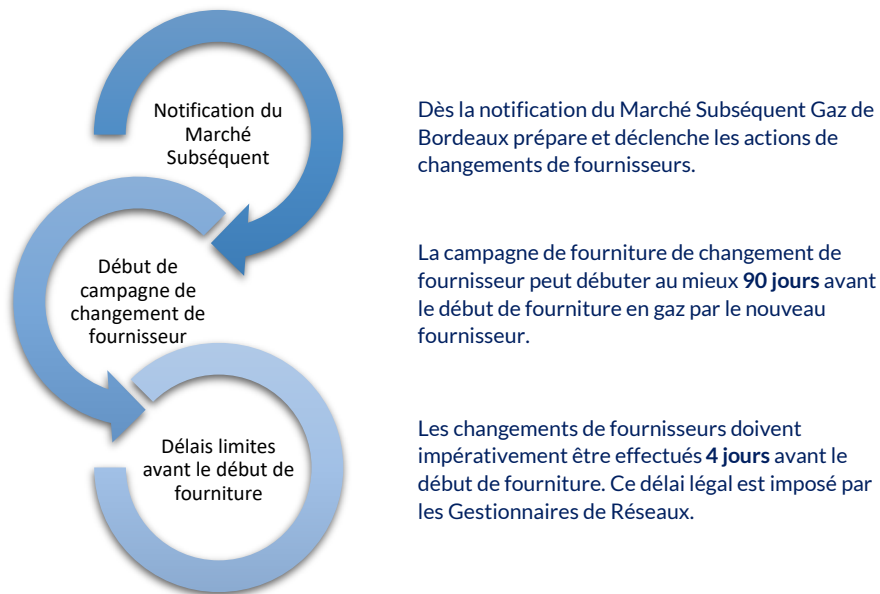 Notification du
Marché
Subséquent
Dès la notification du Marché Subséquent Gaz de
Bordeaux prépare et déclenche les actions de
changements de fournisseurs.
Début de
campagne de
changement de
fournisseur
La campagne de fourniture de changement de
fournisseur peut débuter au mieux 90 jours avant
le début de fourniture en gaz par le nouveau
fournisseur.
Délais limites
avant le début de
fourniture
Les changements de fournisseurs doivent
impérativement être effectués 4 jours avant le
début de fourniture. Ce délai légal est imposé par
les Gestionnaires de Réseaux.